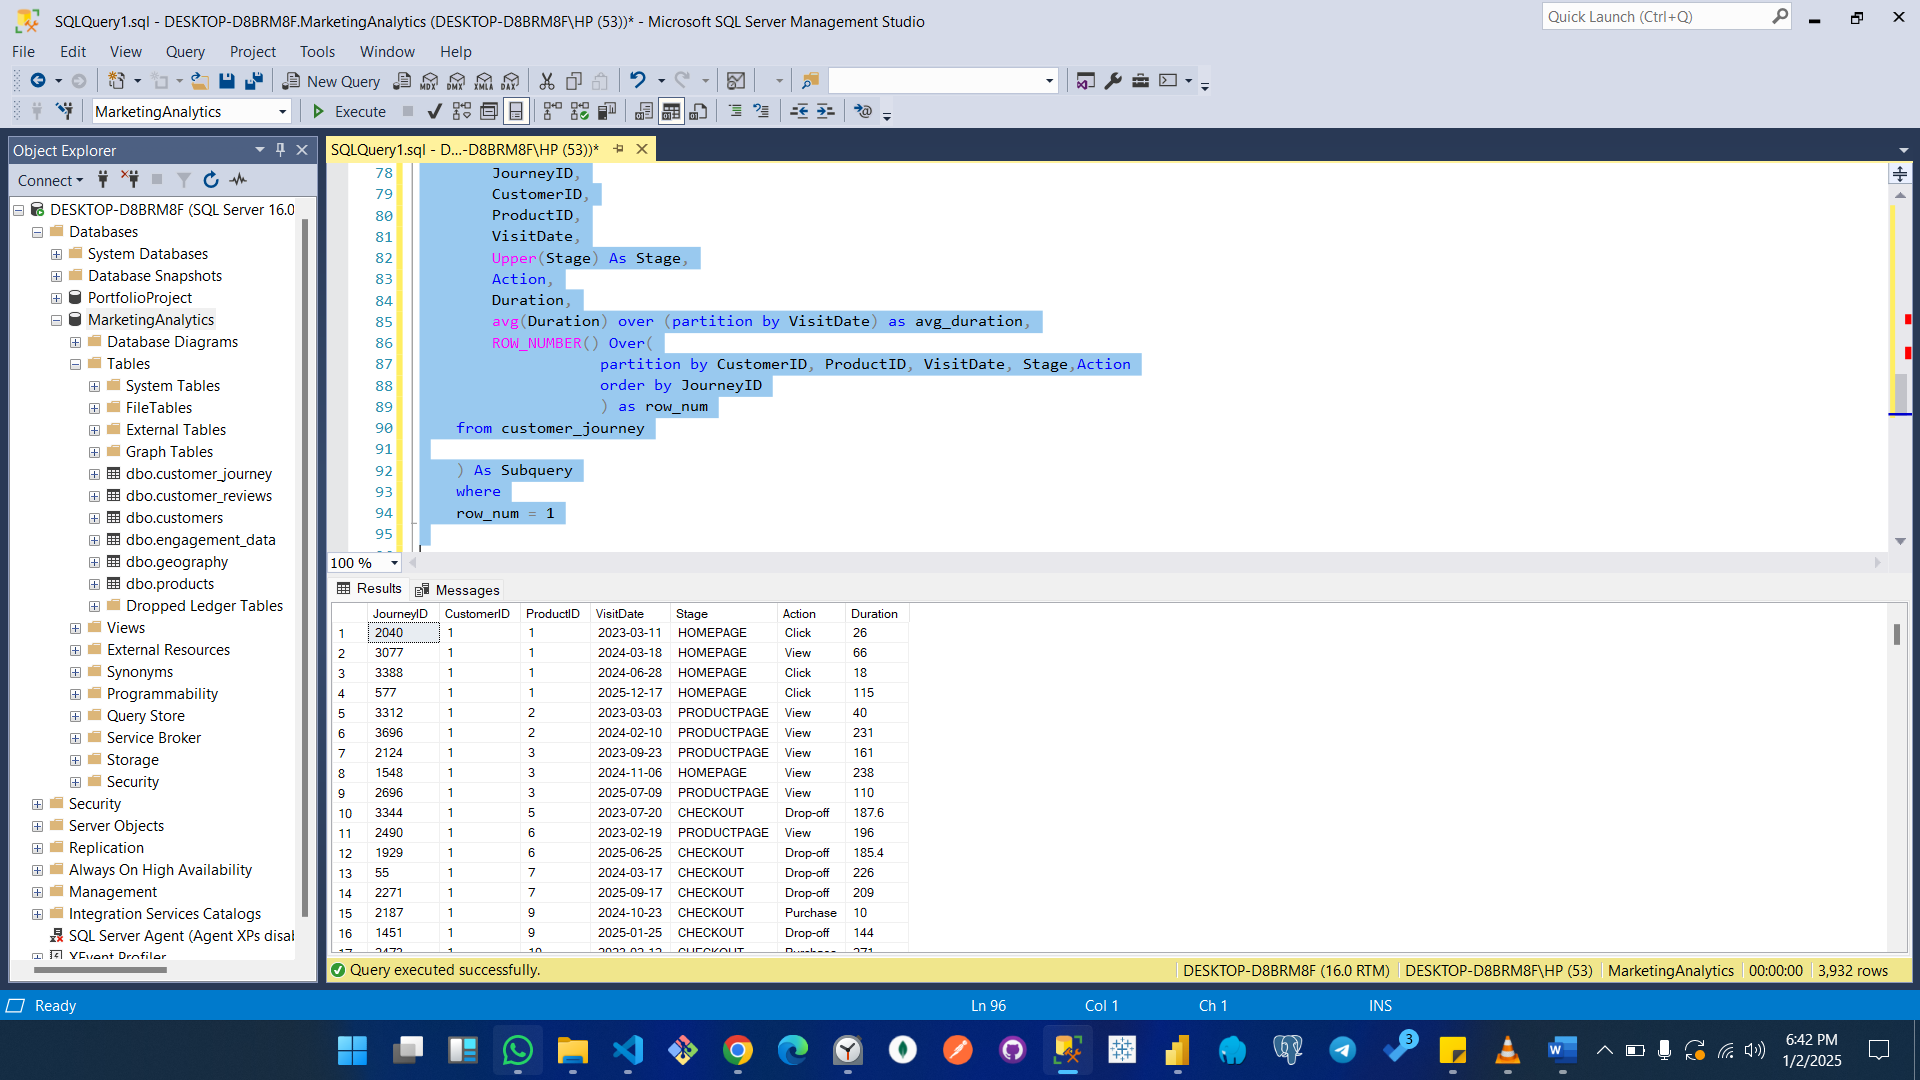 SQLQuery1.sql - DESKTOP-D8BRM8F.MarketingAnalytics (DESKTOP-D8BRM8F\HP (53))* - Microsoft SQL Server Management Studio
Quick Launch (Ctrl+Q)
File Edit View Query Project Tools Window Help
New Query MDX DMX XMLA DAX
MarketingAnalytics Execute
Object Explorer
Connect
DESKTOP-D8BRM8F (SQL Server 16.0
Databases
System Databases
Database Snapshots
PortfolioProject
MarketingAnalytics
Database Diagrams
Tables
System Tables
FileTables
External Tables
Graph Tables
dbo.customer_journey
dbo.customer_reviews
dbo.customers
dbo.engagement_data
dbo.geography
dbo.products
Dropped Ledger Tables
Views
External Resources
Synonyms
Programmability
Query Store
Service Broker
Storage
Security
Security
Server Objects
Replication
Always On High Availability
Management
Integration Services Catalogs
SQL Server Agent (Agent XPs disal
XEvent Profiler
SQLQuery1.sql - D...-D8BRM8F\HP (53))*
78 JourneyID,
79 CustomerID,
80 ProductID,
81 VisitDate,
82 Upper(Stage) As Stage,
83 Action,
84 Duration,
85 avg(Duration) over (partition by VisitDate) as avg_duration,
86 ROW_NUMBER() Over(
87 partition by CustomerID, ProductID, VisitDate, Stage,Action
88 order by JourneyID
89 ) as row_num
90 from customer_journey
91
92 ) As Subquery
93 where
94 row_num = 1
95
100 %
Results Messages
JourneyID CustomerID ProductID VisitDate Stage Action Duration
1 2040 1 1 2023-03-11 HOMEPAGE Click 26
2 3077 1 1 2024-03-18 HOMEPAGE View 66
3 3388 1 1 2024-06-28 HOMEPAGE Click 18
4 577 1 1 2025-12-17 HOMEPAGE Click 115
5 3312 1 2 2023-03-03 PRODUCTPAGE View 40
6 3696 1 2 2024-02-10 PRODUCTPAGE View 231
7 2124 1 3 2023-09-23 PRODUCTPAGE View 161
8 1548 1 3 2024-11-06 HOMEPAGE View 238
9 2696 1 3 2025-07-09 PRODUCTPAGE View 110
10 3344 1 5 2023-07-20 CHECKOUT Drop-off 187.6
11 2490 1 6 2023-02-19 PRODUCTPAGE View 196
12 1929 1 6 2025-06-25 CHECKOUT Drop-off 185.4
13 55 1 7 2024-03-17 CHECKOUT Drop-off 226
14 2271 1 7 2025-09-17 CHECKOUT Drop-off 209
15 2187 1 9 2024-10-23 CHECKOUT Purchase 10
16 1451 1 9 2025-01-25 CHECKOUT Drop-off 144
Query executed successfully.
DESKTOP-D8BRM8F (16.0 RTM) DESKTOP-D8BRM8F\HP (53) MarketingAnalytics 00:00:00 3,932 rows
Ready Ln 96 Col 1 Ch 1 INS
3
6:42 PM
1/2/2025